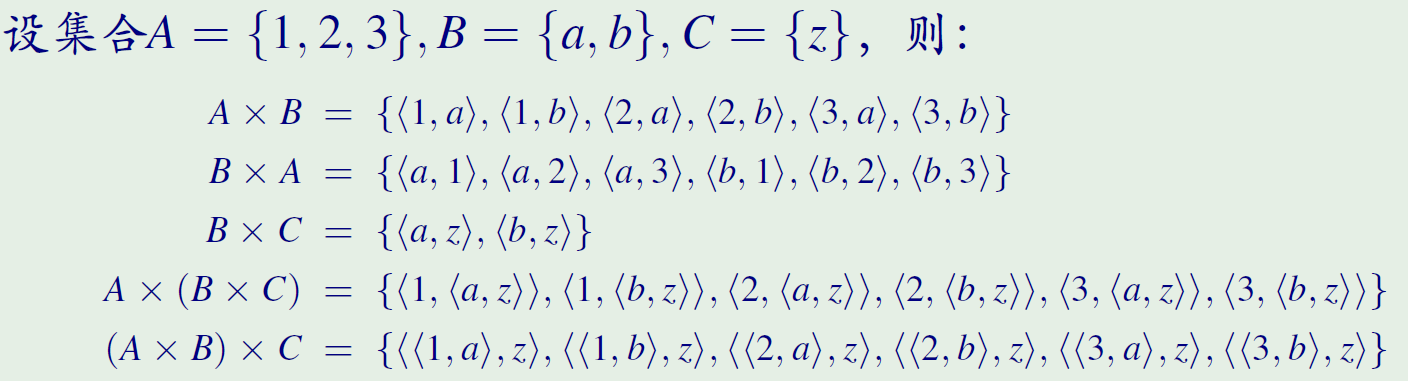 设集合A = {1, 2, 3}, B = {a, b}, C = {z}，则：
A × B = {⟨1, a⟩, ⟨1, b⟩, ⟨2, a⟩, ⟨2, b⟩, ⟨3, a⟩, ⟨3, b⟩}
B × A = {⟨a, 1⟩, ⟨a, 2⟩, ⟨a, 3⟩, ⟨b, 1⟩, ⟨b, 2⟩, ⟨b, 3⟩}
B × C = {⟨a, z⟩, ⟨b, z⟩}
A × (B × C) = {⟨1, ⟨a, z⟩⟩, ⟨1, ⟨b, z⟩⟩, ⟨2, ⟨a, z⟩⟩, ⟨2, ⟨b, z⟩⟩, ⟨3, ⟨a, z⟩⟩, ⟨3, ⟨b, z⟩⟩}
(A × B) × C = {⟨⟨1, a⟩, z⟩, ⟨⟨1, b⟩, z⟩, ⟨⟨2, a⟩, z⟩, ⟨⟨2, b⟩, z⟩, ⟨⟨3, a⟩, z⟩, ⟨⟨3, b⟩, z⟩}